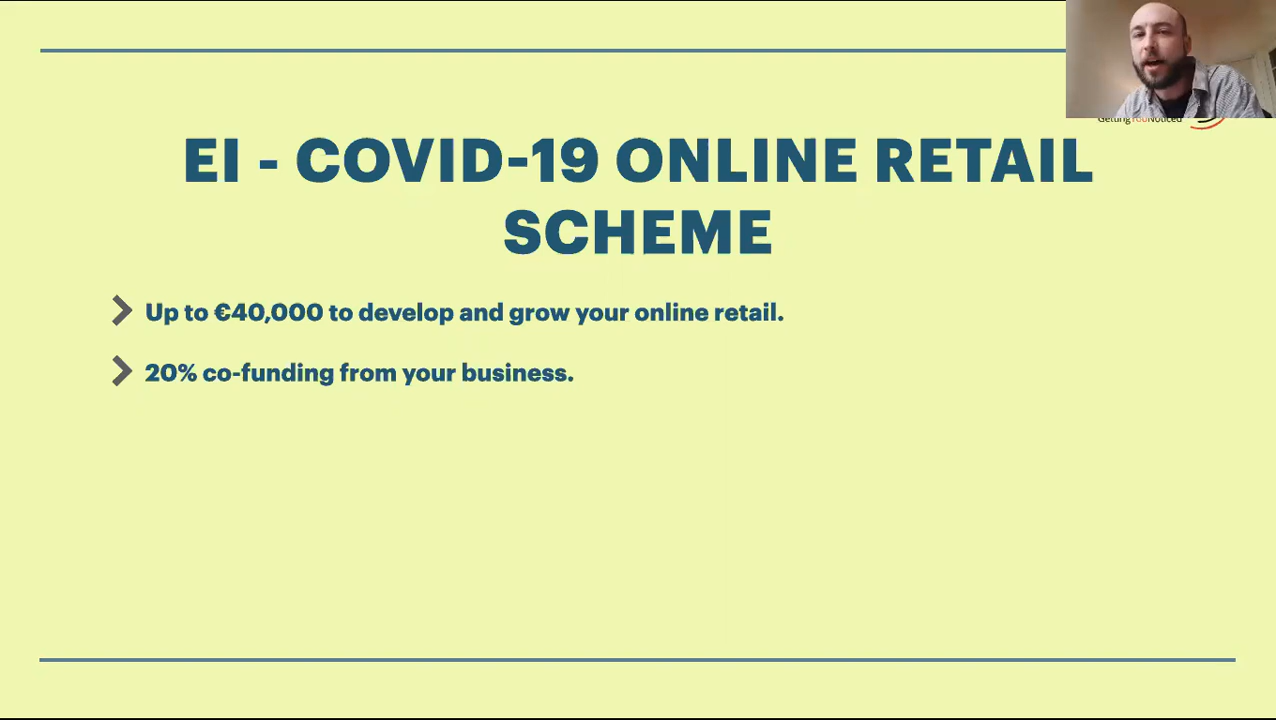 GettingYouNoticed
EI - COVID-19 ONLINE RETAIL
SCHEME
Up to €40,000 to develop and grow your online retail.
20% co-funding from your business.